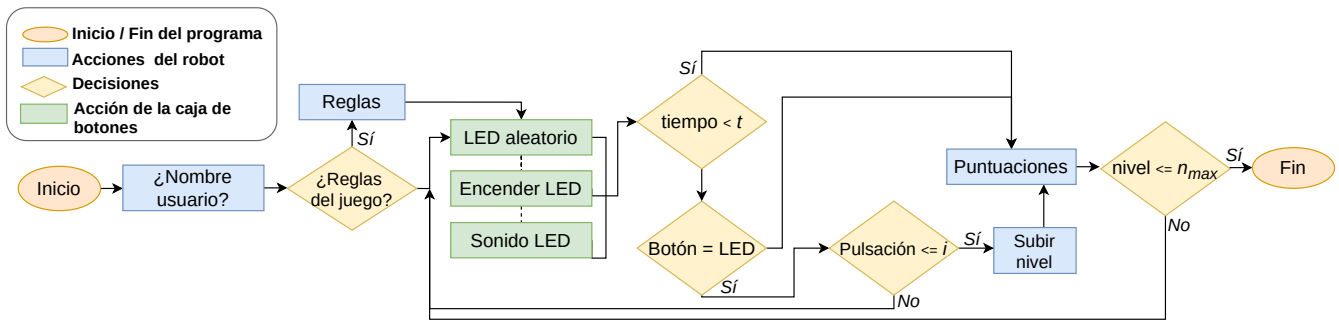 Inicio / Fin del programa
Acciones del robot
Decisiones
Acción de la caja de
botones
Inicio
¿Nombre
usuario?
¿Reglas
del juego?
Sí
Reglas
LED aleatorio
Encender LED
Sonido LED
tiempo < t
Sí
Botón = LED
Sí
Pulsación <= i
Sí
No
Subir
nivel
Puntuaciones
nivel <= nmax
Sí
No
Fin